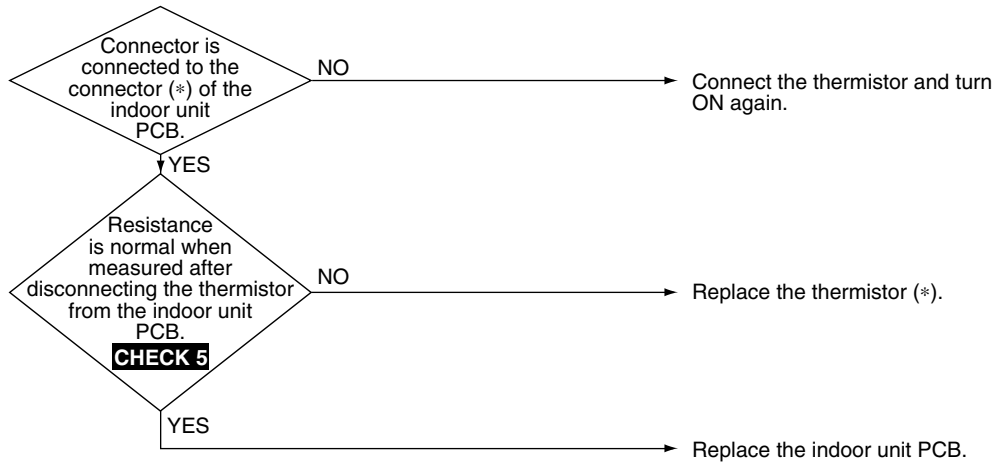 Connector is
connected to the
connector (*) of the
indoor unit
PCB.
NO
Connect the thermistor and turn
ON again.
YES
Resistance
is normal when
measured after
disconnecting the thermistor
from the indoor unit
PCB.
CHECK 5
NO
Replace the thermistor (*).
YES
Replace the indoor unit PCB.